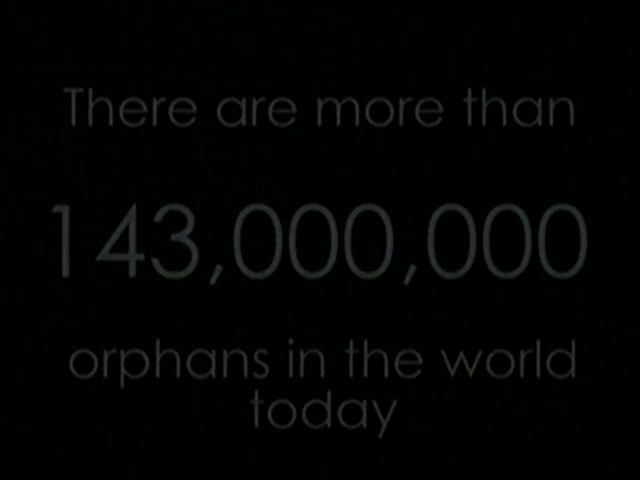 There are more than
143,000,000
orphans in the world
today